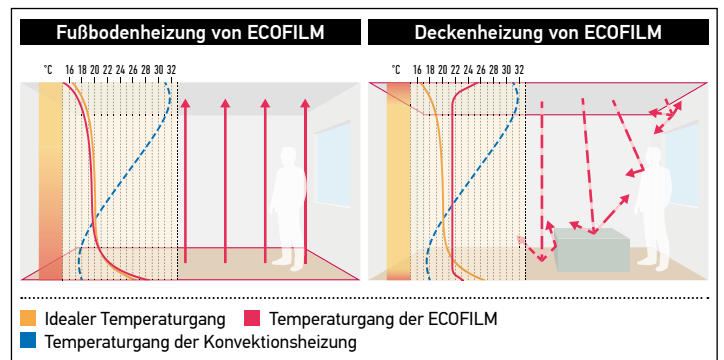 Fußbodenheizung von ECOFILM
Deckenheizung von ECOFILM
°C 16 18 20 22 24 26 28 30 32
°C 16 18 20 22 24 26 28 30 32
Idealer Temperaturgang Temperaturgang der ECOFILM
Temperaturgang der Konvektionsheizung